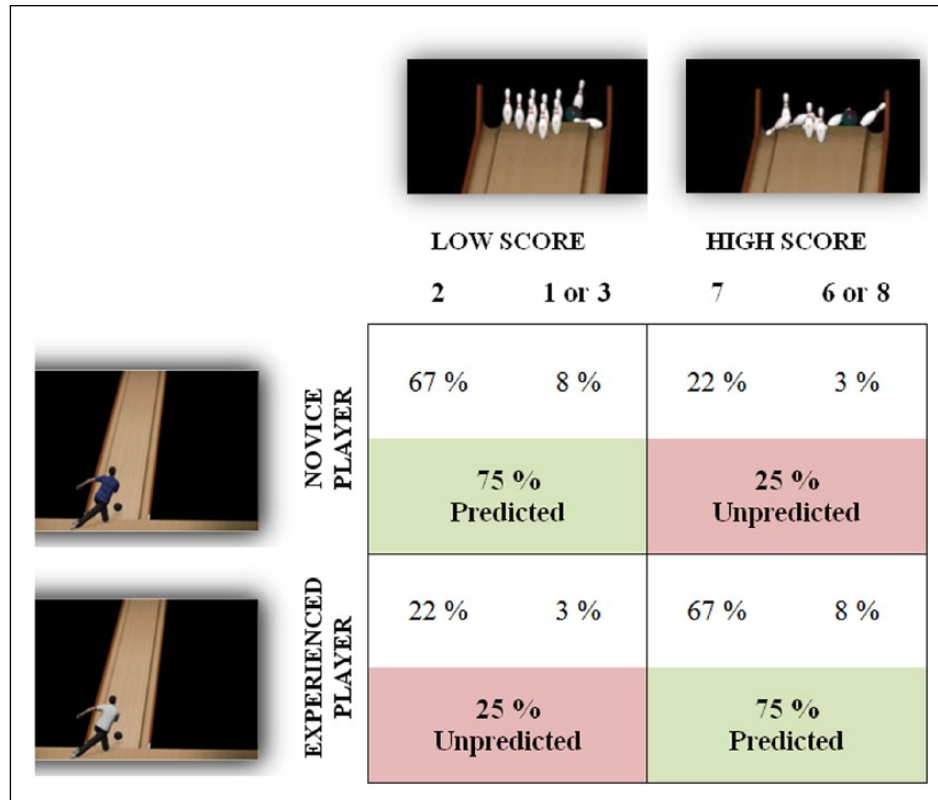 LOW SCORE HIGH SCORE
2 1 or 3 7 6 or 8
NOVICE
PLAYER
67 % 8 % 22 % 3 %
75 % 25 %
Predicted Unpredicted
EXPERIENCED
PLAYER
22 % 3 % 67 % 8 %
25 % 75 %
Unpredicted Predicted